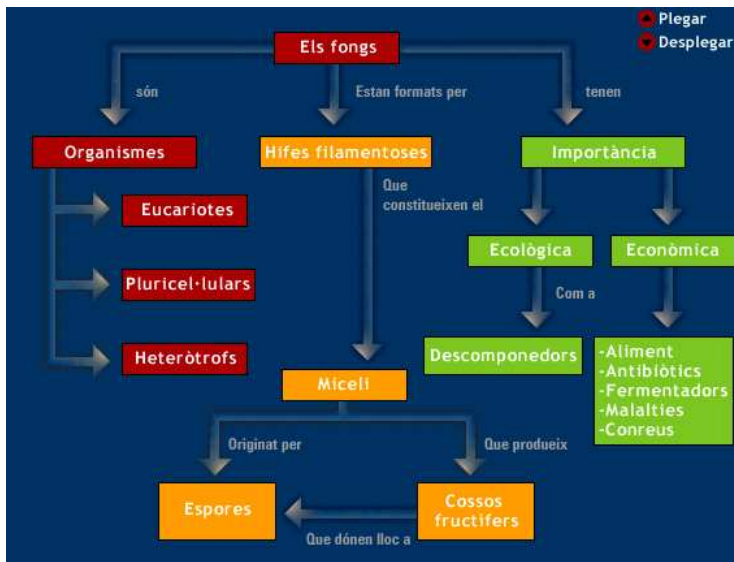 Plegar
Desplegar
Els fongs
són
Estan formats per
tenen
Organismes
Hifes filamentoses
Importància
Que
constitueixen el
Eucariotes
Ecològica
Econòmica
Pluricel·lulars
Com a
Heteròtrofs
Descomponedors
-Aliment
-Antibiòtics
-Fermentadors
-Malalties
-Conreus
Miceli
Originat per
Que produeix
Espores
Cossos
fructifers
Que dónen lloc a